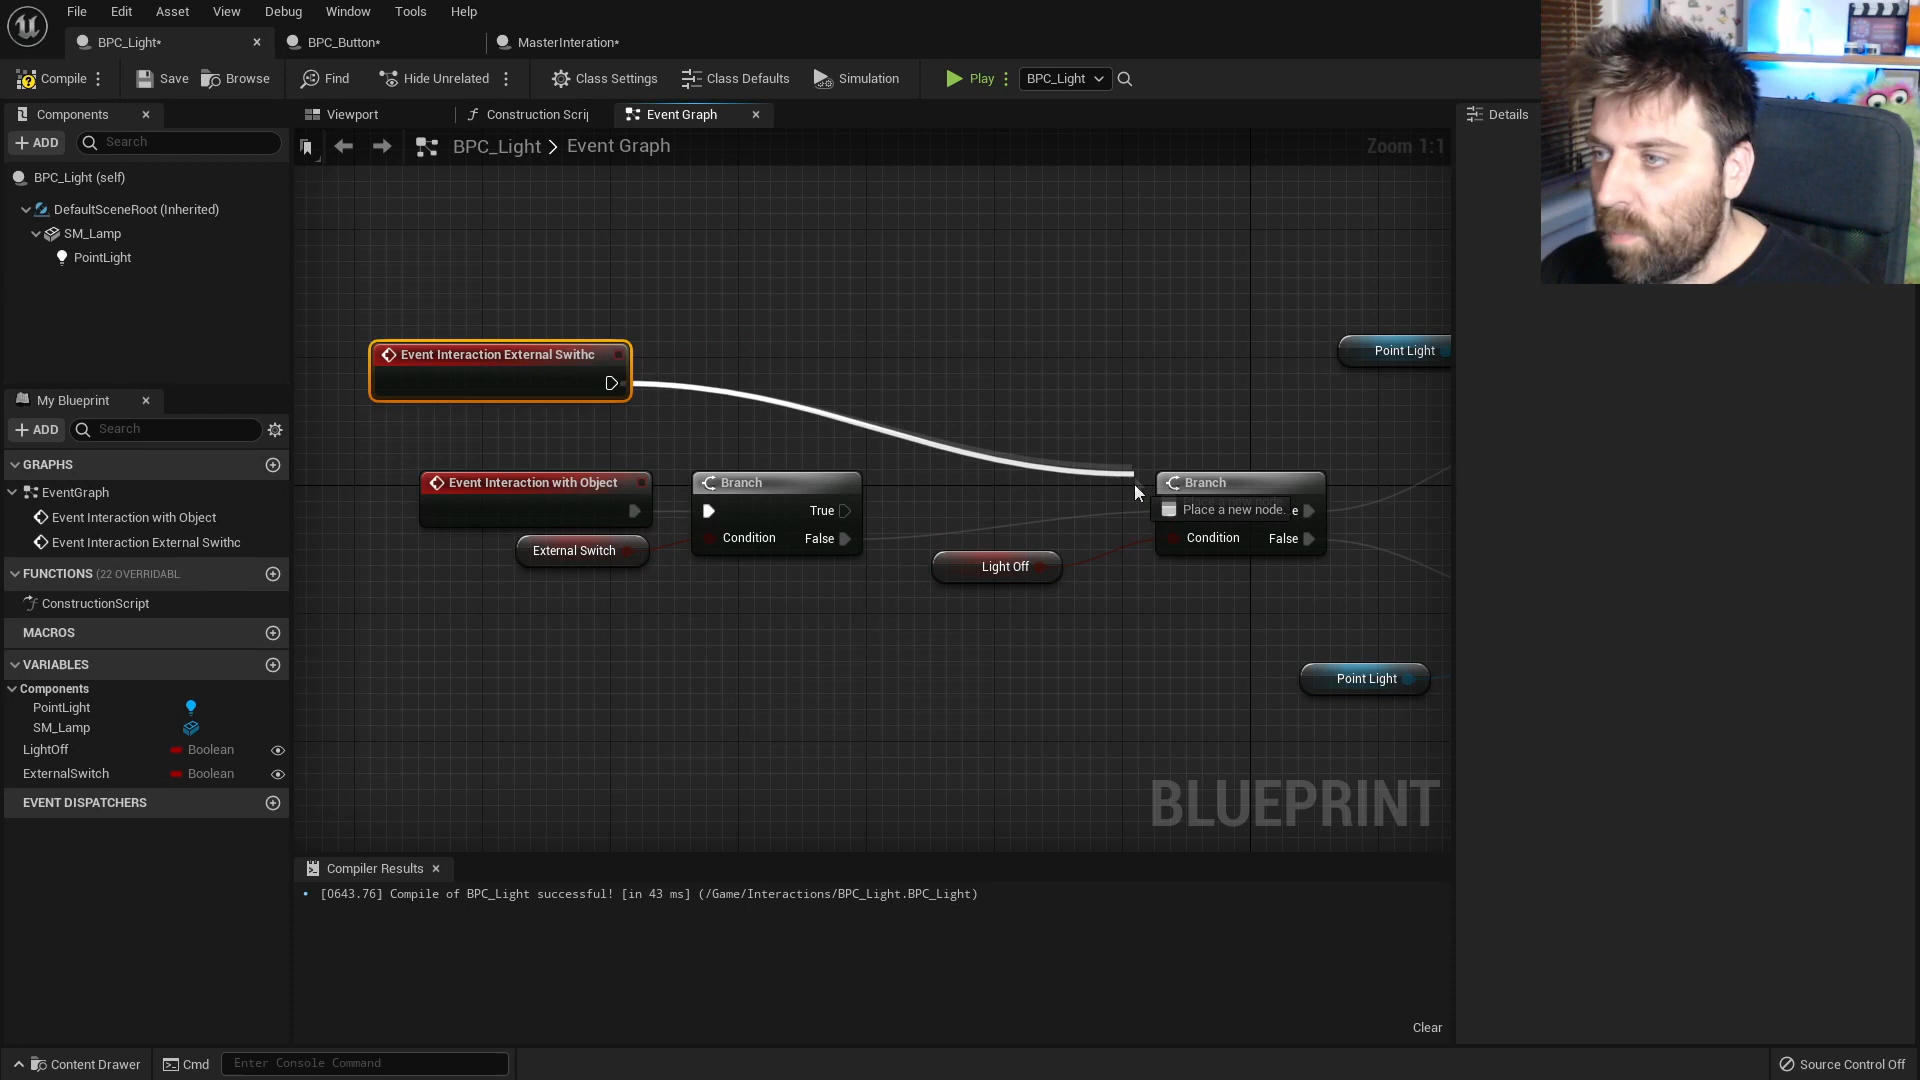 File Edit Asset View Debug Window Tools Help
BPC_Light* BPC_Button* MasterInteration*
Compile Save Browse Find Hide Unrelated Class Settings Class Defaults Simulation Play BPC_Light
Components Viewport Construction Scrip Event Graph Details
ADD Search
BPC_Light > Event Graph Zoom 1:1
BPC_Light (self)
DefaultSceneRoot (Inherited)
SM_Lamp
PointLight
Event Interaction External Swithc
Point Light
My Blueprint
ADD Search
GRAPHS
EventGraph
Event Interaction with Object
Event Interaction External Swithc
FUNCTIONS (22 OVERRIDABL
ConstructionScript
MACROS
VARIABLES
Components
PointLight
SM_Lamp
LightOff Boolean
ExternalSwitch Boolean
EVENT DISPATCHERS
Event Interaction with Object
Branch
True
Condition False
External Switch
Light Off
Branch
Place a new node. e
Condition False
Point Light
BLUEPRINT
Compiler Results
[0643.76] Compile of BPC_Light successful! [in 43 ms] (/Game/Interactions/BPC_Light.BPC_Light)
Clear
Content Drawer Cmd Enter Console Command Source Control Off